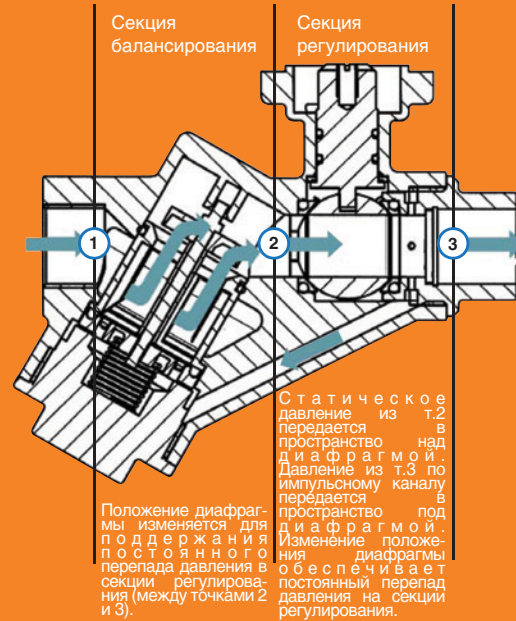 Секция
балансирования
Секция
регулирования
1
2
3
Положение диафраг-
мы изменяется для
поддержания
постоянного
перепада давления в
секции регулирова-
ния (между точками 2
и 3).
Статическое
давление из т.2
передается в
пространство над
диафрагмой.
Давление из т.3 по
импульсному каналу
передается в
пространство под
диафрагмой.
Изменение положе-
ния диафрагмы
обеспечивает
постоянный перепад
давления на секции
регулирования.